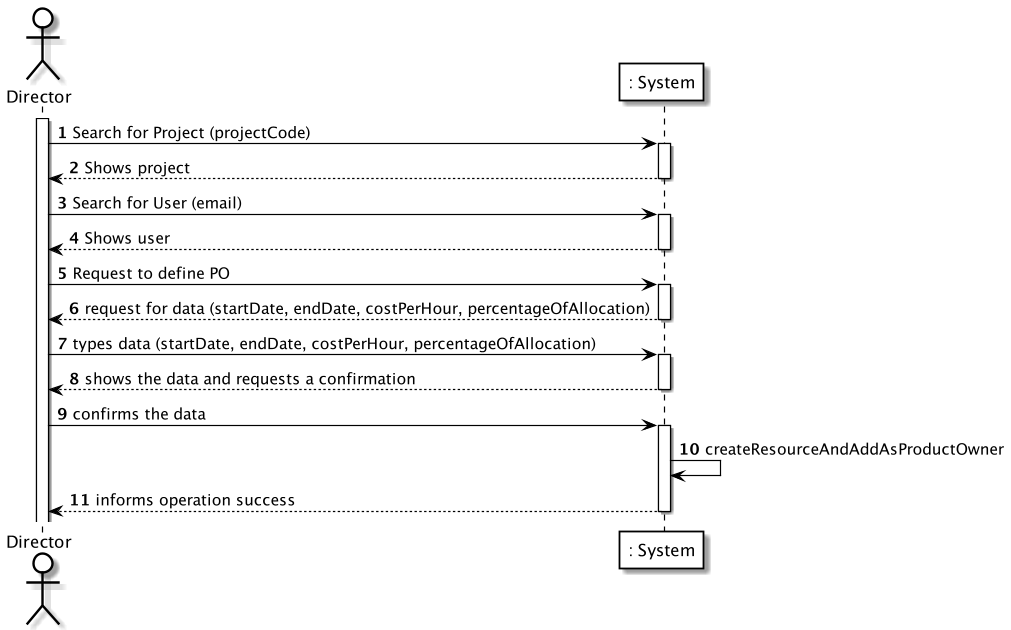 Director
: System
1 Search for Project (projectCode)
2 Shows project
3 Search for User (email)
4 Shows user
5 Request to define PO
6 request for data (startDate, endDate, costPerHour, percentageOfAllocation)
7 types data (startDate, endDate, costPerHour, percentageOfAllocation)
8 shows the data and requests a confirmation
9 confirms the data
10 createResourceAndAddAsProductOwner
11 informs operation success
Director
: System